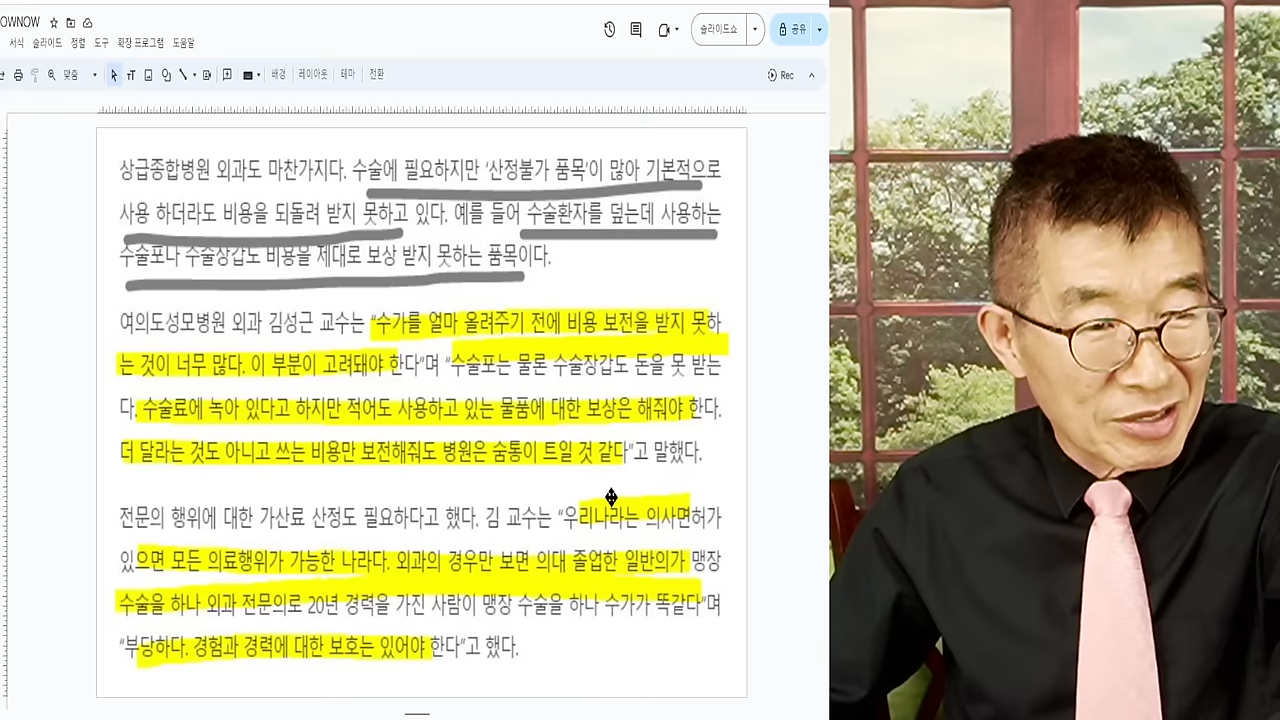 OWNOW
서식 슬라이드 정렬 도구 확장 프로그램 도움말
슬라이드쇼
공유
맞춤
배경 레이아웃 테마 전환
Rec
상급종합병원 외과도 마찬가지다. 수술에 필요하지만 ‘산정불가 품목’이 많아 기본적으로
사용 하더라도 비용을 되돌려 받지 못하고 있다. 예를 들어 수술환자를 덮는데 사용하는
수술포나 수술장갑도 비용을 제대로 보상 받지 못하는 품목이다.
여의도성모병원 외과 김성근 교수는 “수가를 얼마 올려주기 전에 비용 보전을 받지 못하
는 것이 너무 많다. 이 부분이 고려돼야 한다”며 “수술포는 물론 수술장갑도 돈을 못 받는
다. 수술료에 녹아 있다고 하지만 적어도 사용하고 있는 물품에 대한 보상은 해줘야 한다.
더 달라는 것도 아니고 쓰는 비용만 보전해줘도 병원은 숨통이 트일 것 같다”고 말했다.
전문의 행위에 대한 가산료 산정도 필요하다고 했다. 김 교수는 “우리나라는 의사면허가
있으면 모든 의료행위가 가능한 나라다. 외과의 경우만 보면 의대 졸업한 일반의가 맹장
수술을 하나 외과 전문의로 20년 경력을 가진 사람이 맹장 수술을 하나 수가가 똑같다”며
“부당하다. 경험과 경력에 대한 보호는 있어야 한다”고 했다.